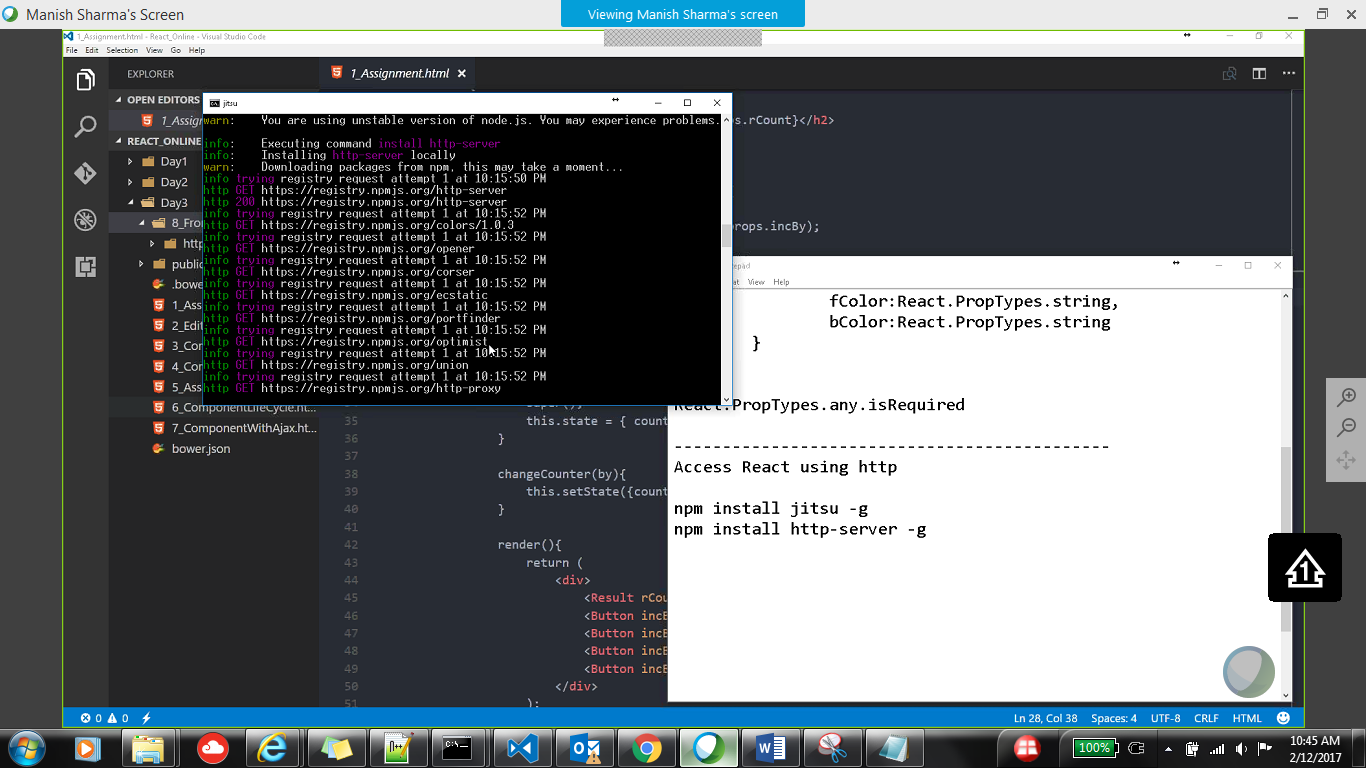 Manish Sharma's Screen
Viewing Manish Sharma's screen
1_Assignment.html - React_Online - Visual Studio Code
File Edit Selection View Go Help
EXPLORER
1_Assignment.html
OPEN EDITORS
1_Assig
REACT_ONLINE
Day1
Day2
Day3
8_Fro
http
public
.bowe
1_Ass
2_Edit
3_Con
4_Con
5_Ass
6_ComponentLifeCycle.ht...
7_ComponentWithAjax.ht...
bower.json
jitsu
warn: You are using unstable version of node.js. You may experience problems.
info: Executing command install http-server
info: Installing http-server locally
warn: Downloading packages from npm, this may take a moment...
info trying registry request attempt 1 at 10:15:50 PM
http GET https://registry.npmjs.org/http-server
http 200 https://registry.npmjs.org/http-server
info trying registry request attempt 1 at 10:15:52 PM
http GET https://registry.npmjs.org/colors/1.0.3
info trying registry request attempt 1 at 10:15:52 PM
http GET https://registry.npmjs.org/opener
info trying registry request attempt 1 at 10:15:52 PM
http GET https://registry.npmjs.org/corser
info trying registry request attempt 1 at 10:15:52 PM
http GET https://registry.npmjs.org/ecstatic
info trying registry request attempt 1 at 10:15:52 PM
http GET https://registry.npmjs.org/portfinder
info trying registry request attempt 1 at 10:15:52 PM
http GET https://registry.npmjs.org/optimist
info trying registry request attempt 1 at 10:15:52 PM
http GET https://registry.npmjs.org/union
info trying registry request attempt 1 at 10:15:52 PM
http GET https://registry.npmjs.org/http-proxy
s.rCount}</h2>
props.incBy);
super();
35 this.state = { count
36 }
37
38 changeCounter(by){
39 this.setState({count
40 }
41
42 render(){
43 return (
44 <div>
45 <Result rCou
46 <Button incB
47 <Button incB
48 <Button incB
49 <Button incB
50 </div>
51 );
epad
at View Help
fColor:React.PropTypes.string,
bColor:React.PropTypes.string
}
React.PropTypes.any.isRequired
---------------------------------------------
Access React using http
npm install jitsu -g
npm install http-server -g
1
0 0
Ln 28, Col 38 Spaces: 4 UTF-8 CRLF HTML
100%
10:45 AM
2/12/2017